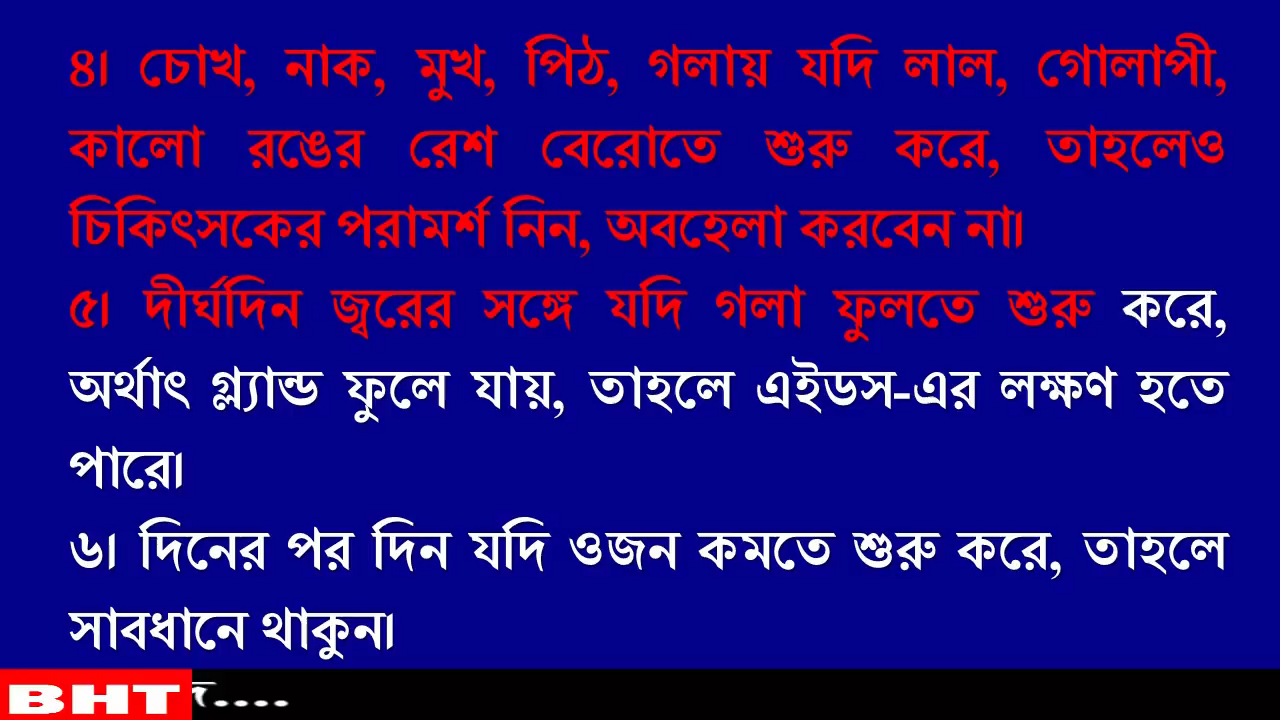 ৪। চোখ, নাক, মুখ, পিঠ, গলায় যদি লাল, গোলাপী,
কালো রঙের রেশ বেরোতে শুরু করে, তাহলেও
চিকিৎসকের পরামর্শ নিন, অবহেলা করবেন না।
৫। দীর্ঘদিন জ্বরের সঙ্গে যদি গলা ফুলতে শুরু করে,
অর্থাৎ গ্ল্যান্ড ফুলে যায়, তাহলে এইডস-এর লক্ষণ হতে
পারে।
৬। দিনের পর দিন যদি ওজন কমতে শুরু করে, তাহলে
সাবধানে থাকুন।
BHT